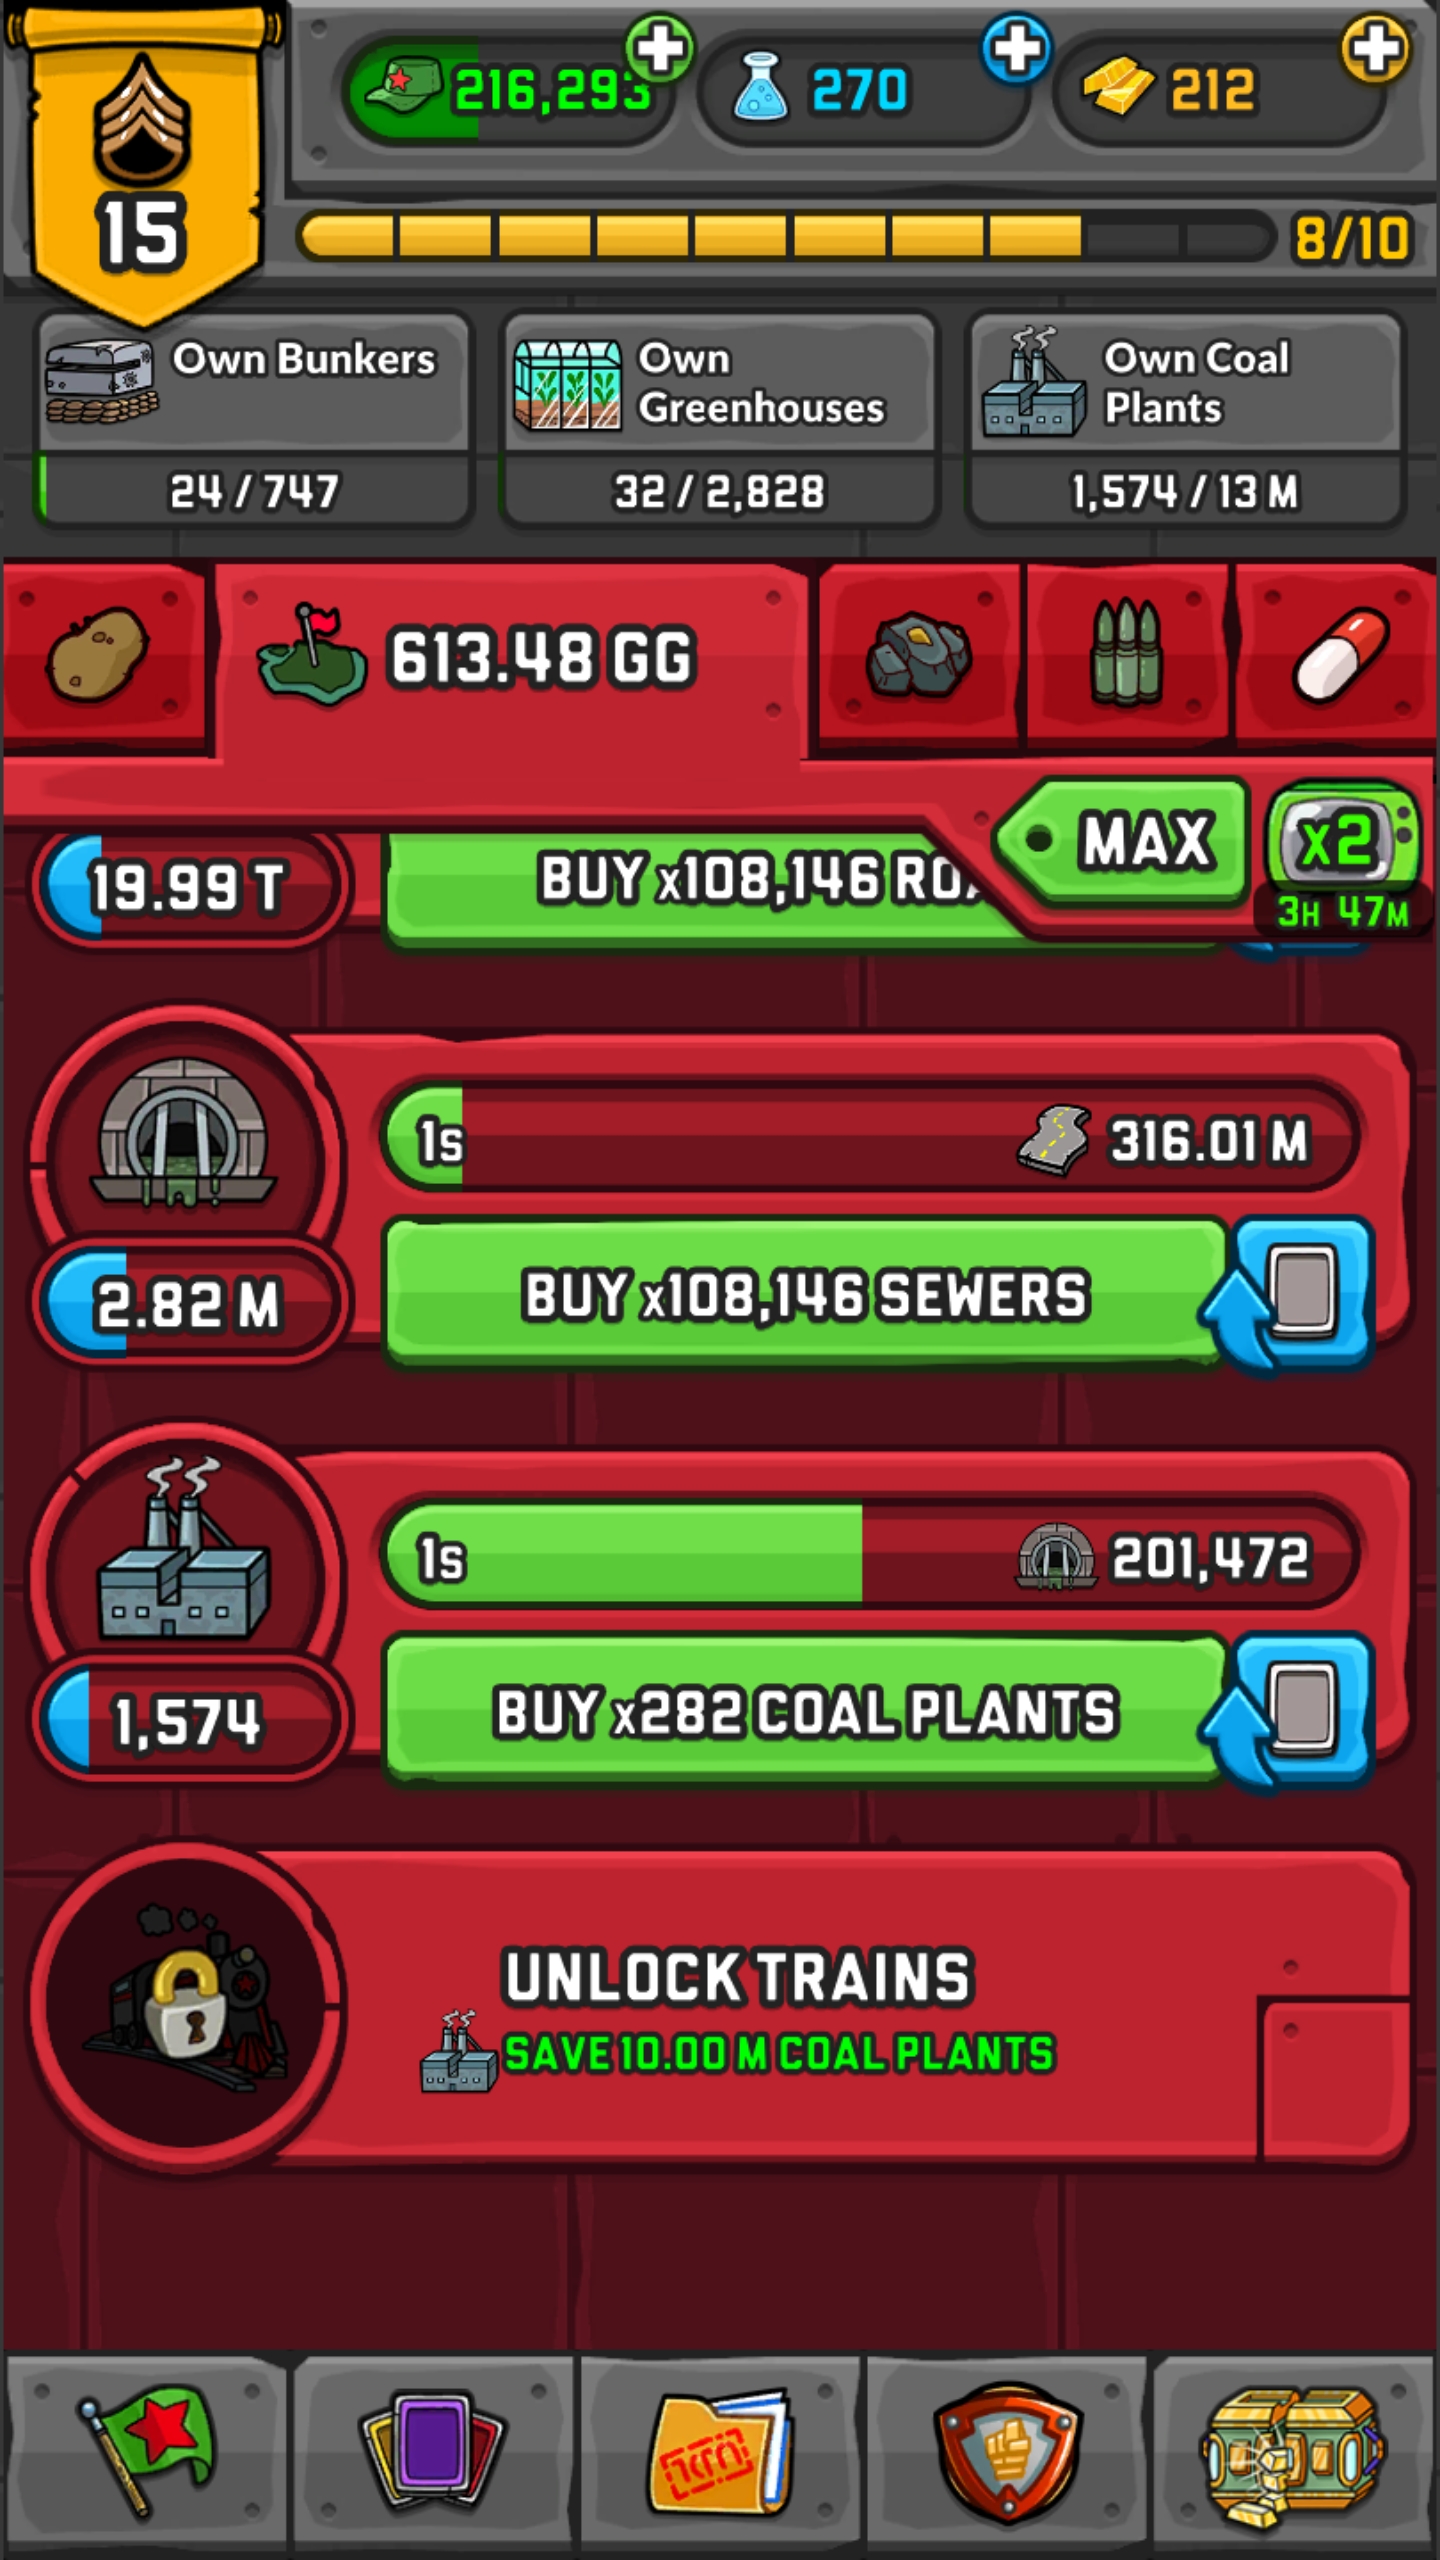 216,293
270
212
15
8/10
Own Bunkers
24 / 747
Own
Greenhouses
32 / 2,828
Own Coal
Plants
1,574 / 13 M
613.48 GG
MAX
x2
3H 47M
19.99 T
BUY x108,146
1s
316.01 M
2.82 M
BUY x108,146 SEWERS
1s
201,472
1,574
BUY x282 COAL PLANTS
UNLOCK TRAINS
SAVE 10.00 M COAL PLANTS